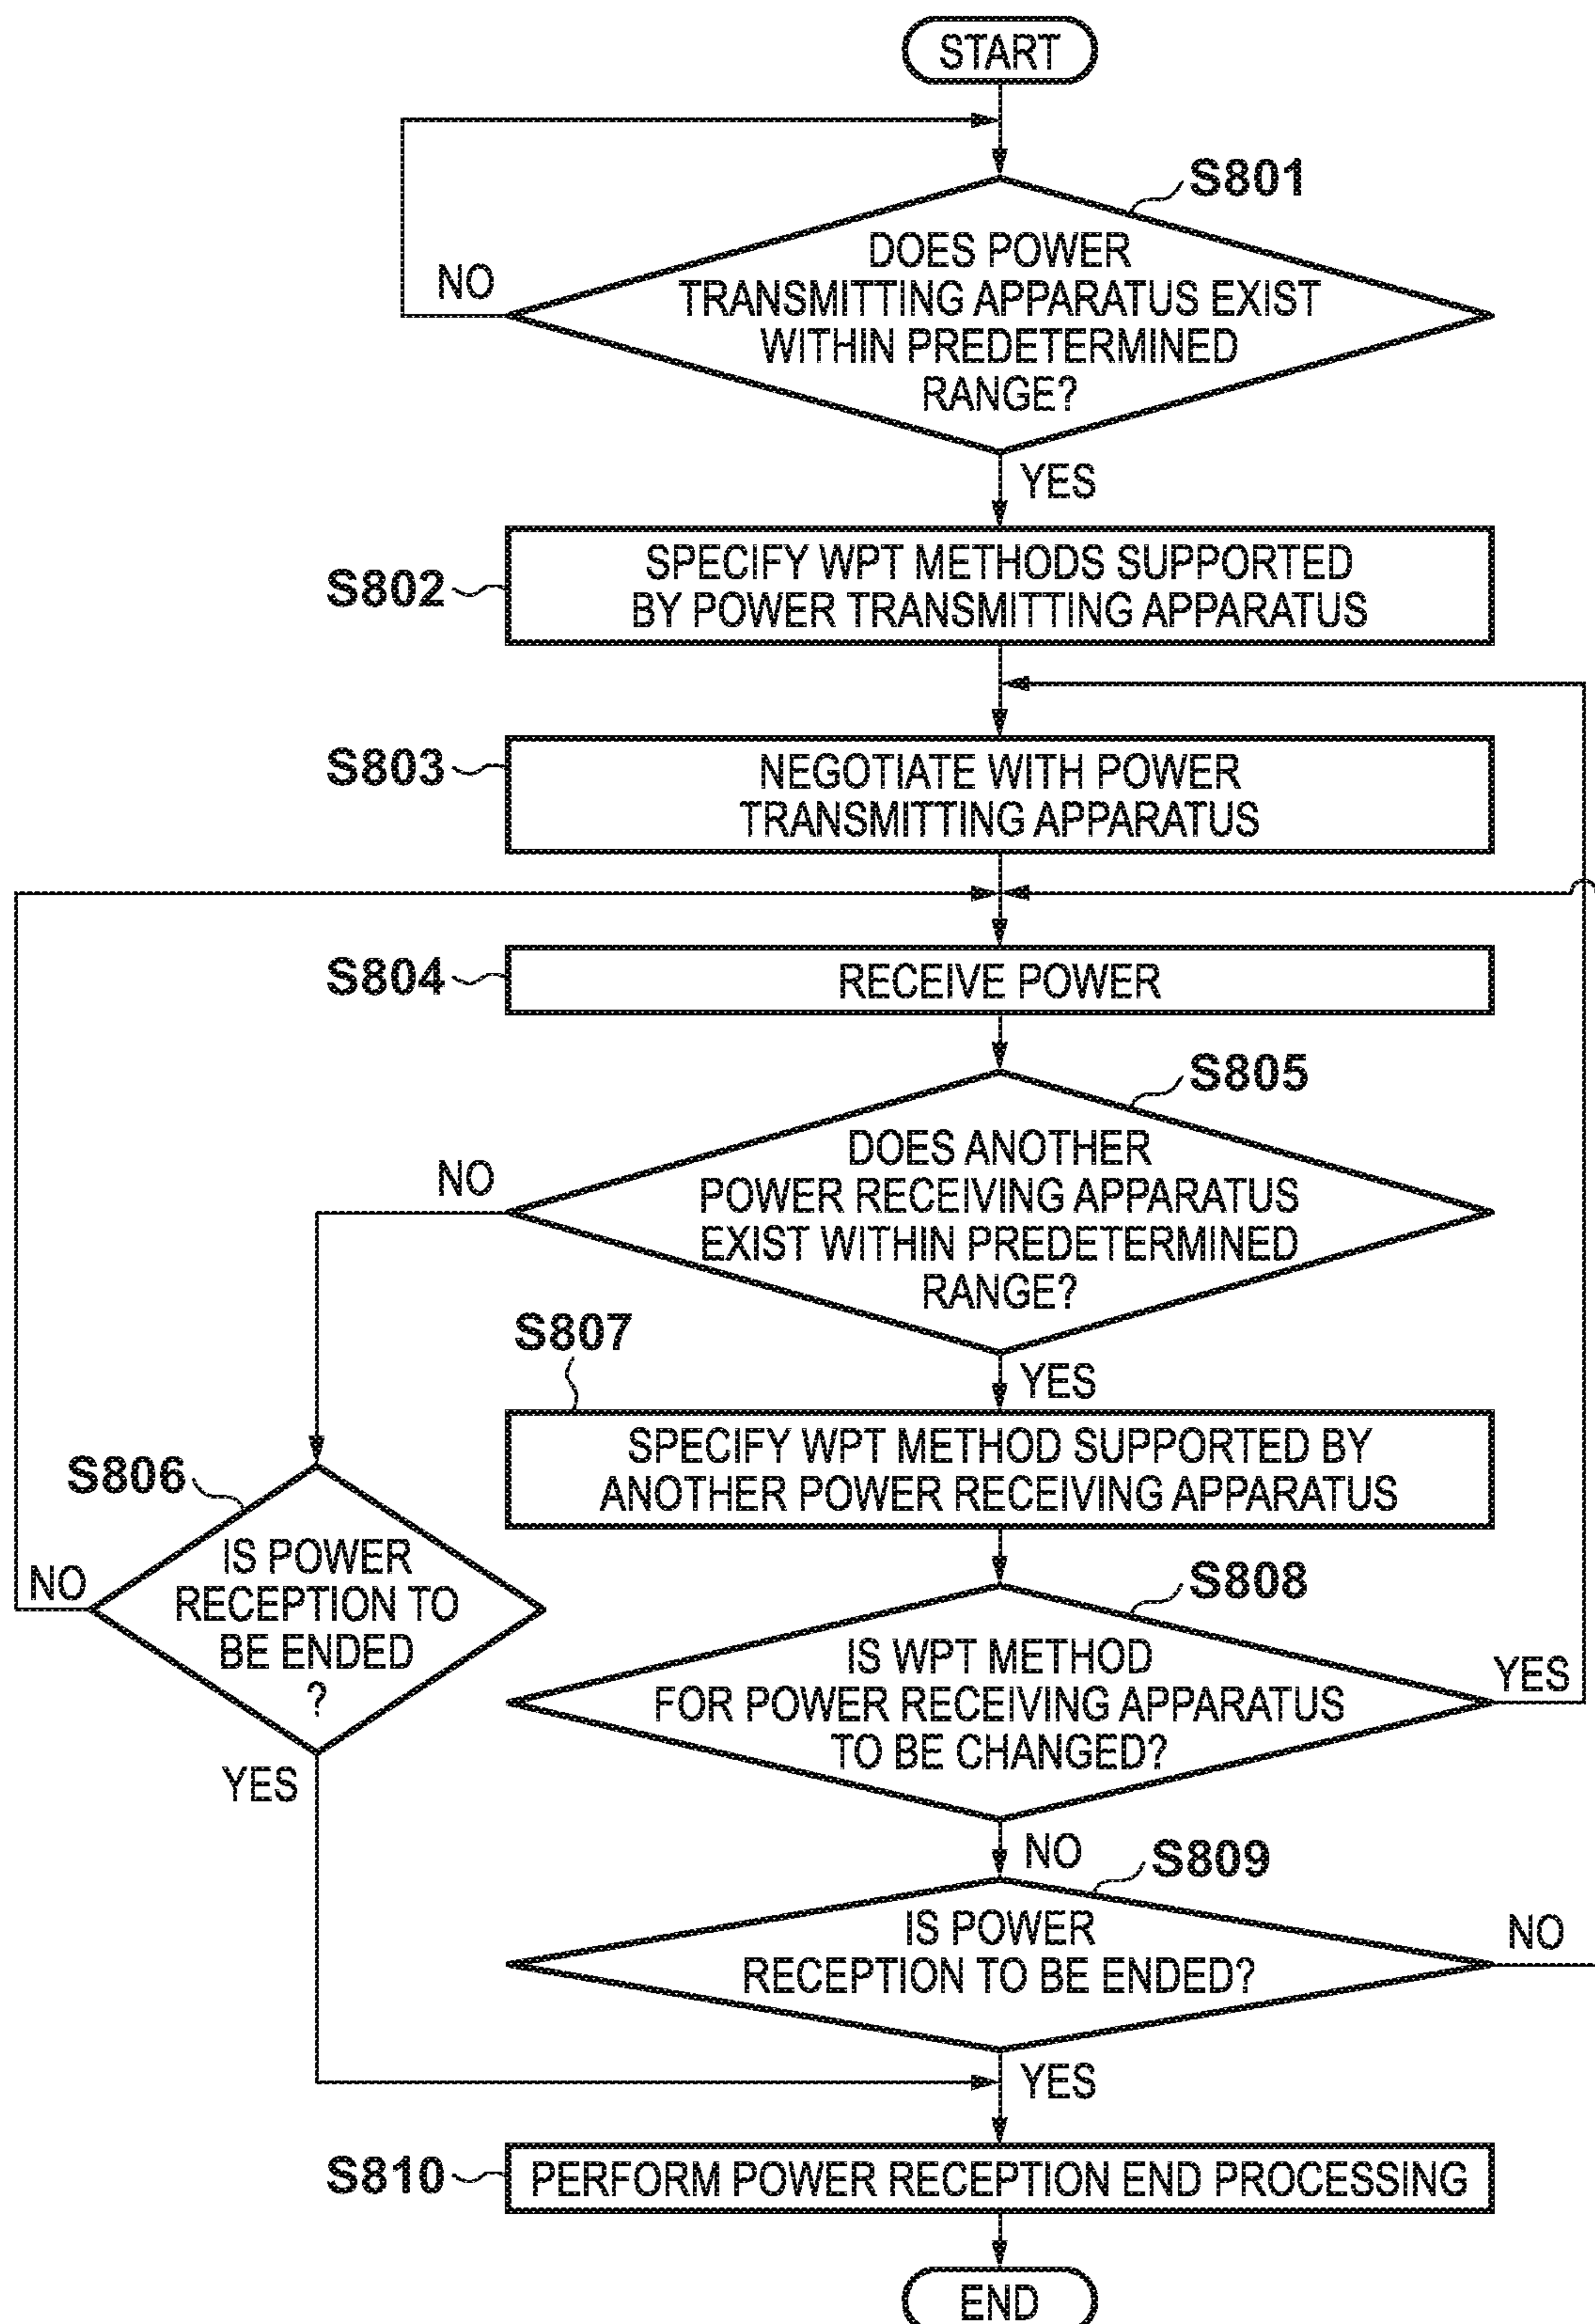 START
S801
DOES POWER
TRANSMITTING APPARATUS EXIST
WITHIN PREDETERMINED
RANGE?
NO
YES
S802
SPECIFY WPT METHODS SUPPORTED
BY POWER TRANSMITTING APPARATUS
S803
NEGOTIATE WITH POWER
TRANSMITTING APPARATUS
S804
RECEIVE POWER
S805
DOES ANOTHER
POWER RECEIVING APPARATUS
EXIST WITHIN PREDETERMINED
RANGE?
NO
YES
S807
SPECIFY WPT METHOD SUPPORTED BY
ANOTHER POWER RECEIVING APPARATUS
S806
IS POWER
RECEPTION TO
BE ENDED
?
NO
YES
S808
IS WPT METHOD
FOR POWER RECEIVING APPARATUS
TO BE CHANGED?
YES
NO
S809
IS POWER
RECEPTION TO BE ENDED?
NO
YES
S810
PERFORM POWER RECEPTION END PROCESSING
END